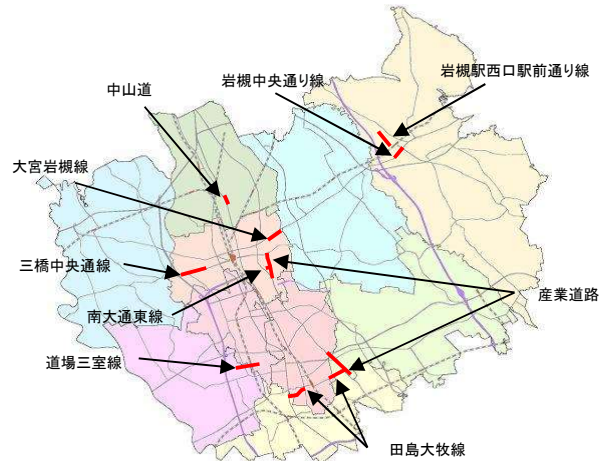 岩槻駅西口駅前通り線
岩槻中央通り線
中山道
大宮岩槻線
三橋中央通線
産業道路
南大通東線
道場三室線
田島大牧線